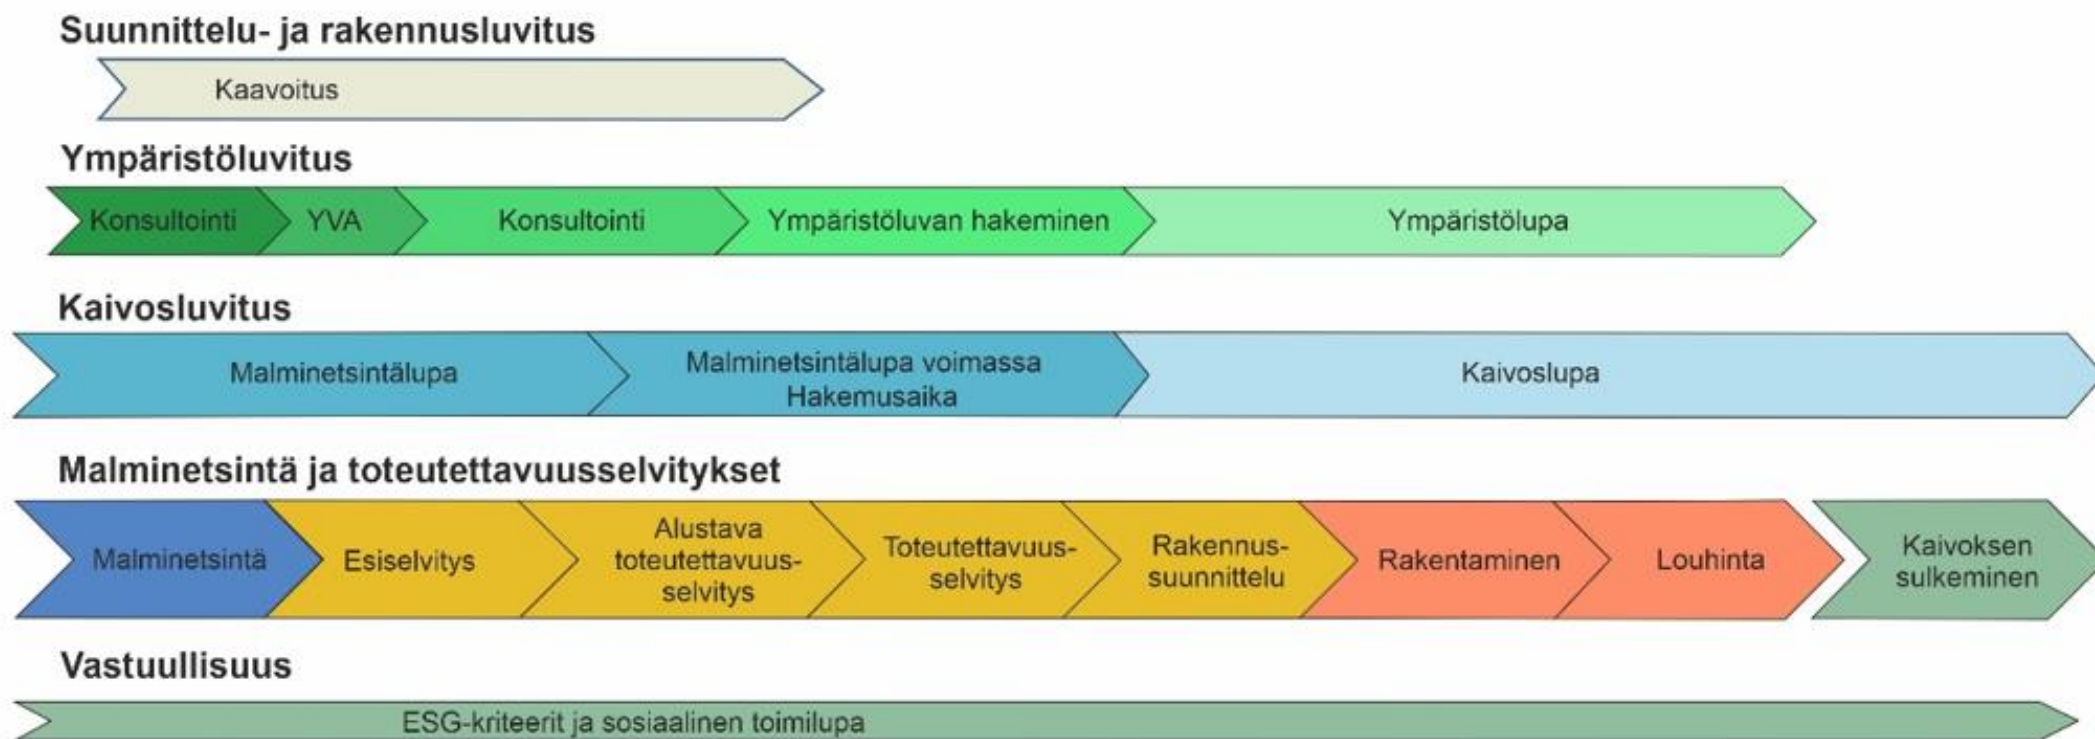 Suunnittelu- ja rakennusluvitus
Kaavoitus
Ympäristöluvitus
Konsultointi
YVA
Konsultointi
Ympäristöluvan hakeminen
Ympäristölupa
Kaivosluvitus
Malminetsintälupa
Malminetsintälupa voimassa
Hakemusaika
Kaivoslupa
Malminetsintä ja toteutettavuusselvitykset
Malminetsintä
Esiselvitys
Alustava
toteutettavuus-
selvitys
Toteutettavuus-
selvitys
Rakennus-
suunnittelu
Rakentaminen
Louhinta
Kaivoksen
sulkeminen
Vastuullisuus
ESG-kriteerit ja sosiaalinen toimilupa